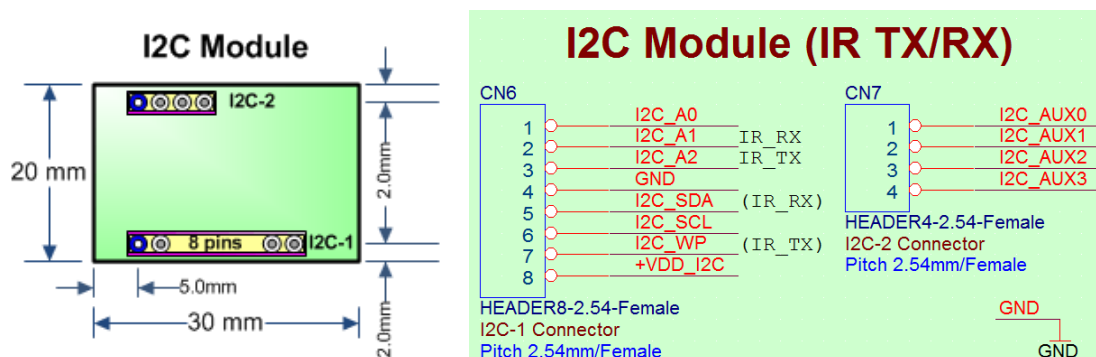 I2C Module
I2C-2
20 mm
2.0mm
8 pins
I2C-1
5.0mm
30 mm
2.0mm
I2C Module (IR TX/RX)
CN6
1 I2C_A0
2 I2C_A1 IR_RX
3 I2C_A2 IR_TX
4 GND
5 I2C_SDA (IR_RX)
6 I2C_SCL
7 I2C_WP (IR_TX)
8 +VDD_I2C
HEADER8-2.54-Female
I2C-1 Connector
Pitch 2.54mm/Female
CN7
1 I2C_AUX0
2 I2C_AUX1
3 I2C_AUX2
4 I2C_AUX3
HEADER4-2.54-Female
I2C-2 Connector
Pitch 2.54mm/Female
GND
GND